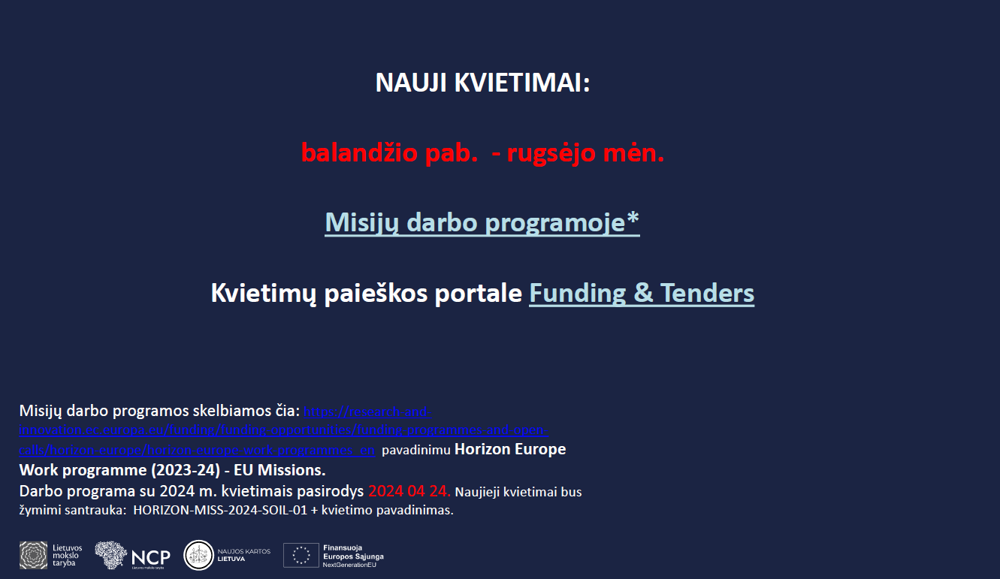 NAUJI KVIETIMAI:
balandžio pab. - rugsėjo mėn.
Misijų darbo programoje*
Kvietimų paieškos portale Funding & Tenders
Misijų darbo programos skelbiamos čia: https://research-and-
innovation.ec.europa.eu/funding/funding-opportunities/funding-programmes-and-open-
calls/horizon-europe/horizon-europe-work-programmes_en pavadinimu Horizon Europe
Work programme (2023-24) - EU Missions.
Darbo programa su 2024 m. kvietimais pasirodys 2024 04 24. Naujieji kvietimai bus
žymimi santrauka: HORIZON-MISS-2024-SOIL-01 + kvietimo pavadinimas.
Lietuvos
mokslo
taryba
NCP
Lietuvos mokslo taryba
NAUJOS KARTOS
LIETUVA
Finansuoja
Europos Sąjunga
NextGenerationEU